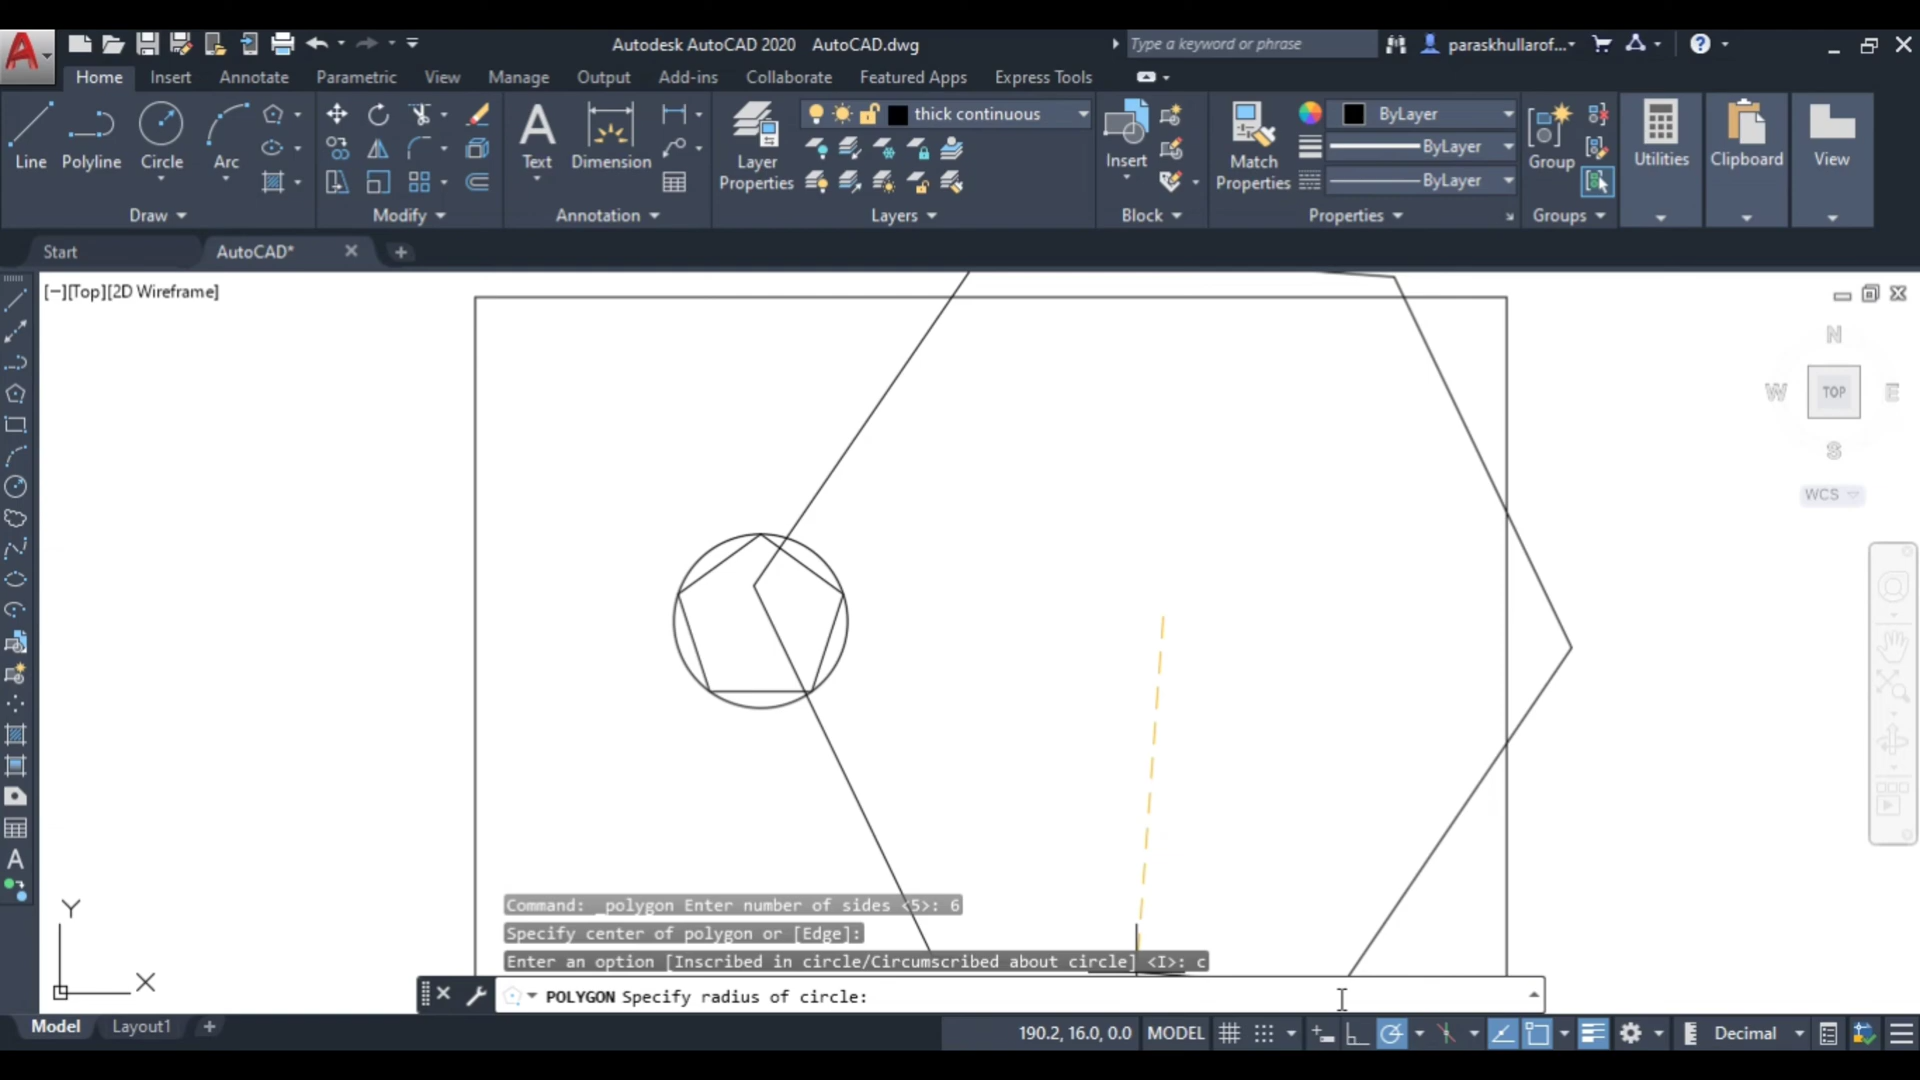 Autodesk AutoCAD 2020 AutoCAD.dwg
Type a keyword or phrase
paraskhullarof...
Home Insert Annotate Parametric View Manage Output Add-ins Collaborate Featured Apps Express Tools
thick continuous
ByLayer
ByLayer
ByLayer
Line Polyline Circle Arc
Text Dimension
Layer Properties
Insert
Match Properties
Group
Utilities Clipboard View
Draw Modify Annotation Layers Block Properties Groups
Start AutoCAD*
[−][Top][2D Wireframe]
N
W TOP E
S
WCS
Command: _polygon Enter number of sides <5>: 6
Specify center of polygon or [Edge]:
Enter an option [Inscribed in circle/Circumscribed about circle] <I>: c
POLYGON Specify radius of circle:
Y
X
Model Layout1
190.2, 16.0, 0.0 MODEL Decimal